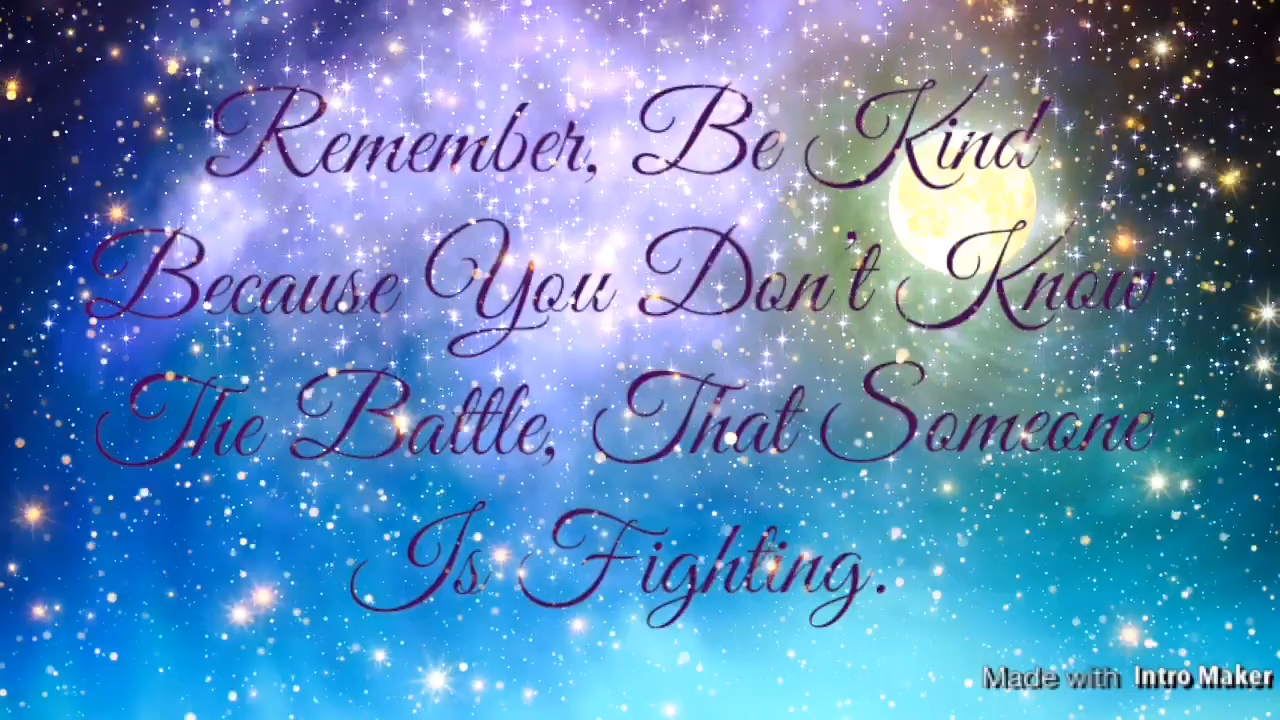 Remember, Be Kind
Because You Don't Know
The Battle, That Someone
Is Fighting.
Made with Intro Maker